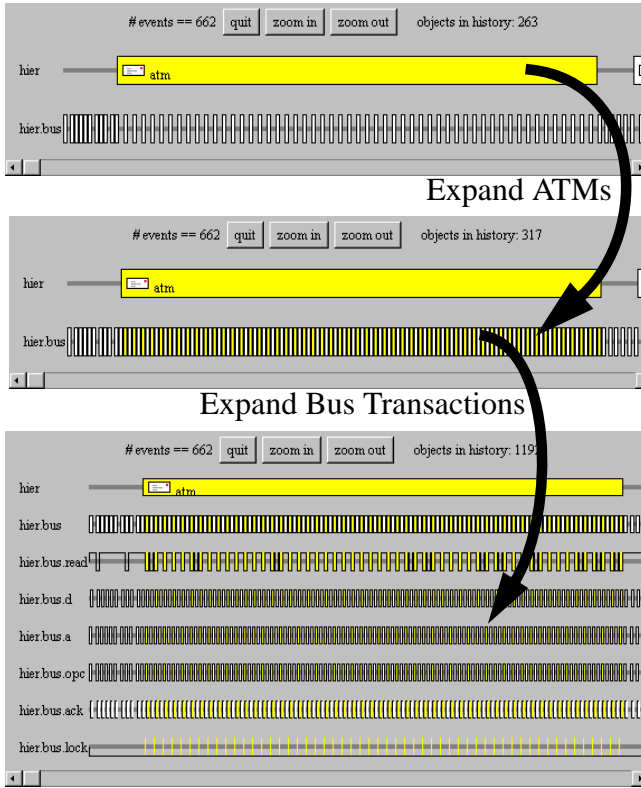 # events == 662 quit zoom in zoom out objects in history: 263
hier atm
hier.bus
Expand ATMs
# events == 662 quit zoom in zoom out objects in history: 317
hier atm
hier.bus
Expand Bus Transactions
# events == 662 quit zoom in zoom out objects in history:
hier atm
hier.bus
hier.bus.read
hier.bus.d
hier.bus.a
hier.bus.opc
hier.bus.ack
hier.bus.lock